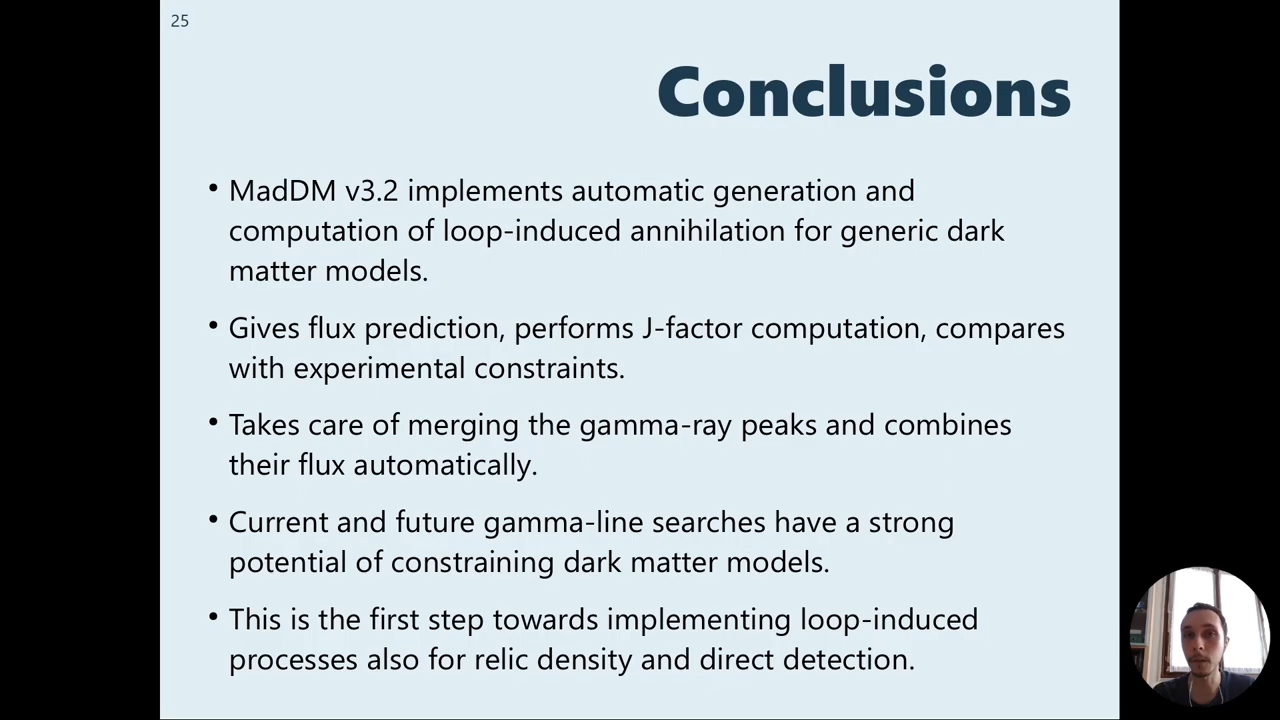 25
Conclusions
• MadDM v3.2 implements automatic generation and
computation of loop-induced annihilation for generic dark
matter models.
• Gives flux prediction, performs J-factor computation, compares
with experimental constraints.
• Takes care of merging the gamma-ray peaks and combines
their flux automatically.
• Current and future gamma-line searches have a strong
potential of constraining dark matter models.
• This is the first step towards implementing loop-induced
processes also for relic density and direct detection.